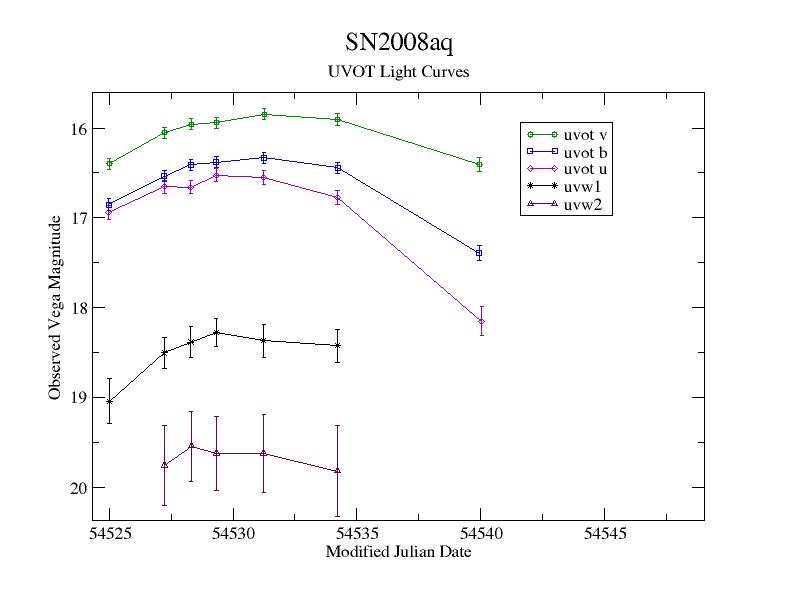 SN2008aq
UVOT Light Curves
uvot v
uvot b
uvot u
uvw1
uvw2
Observed Vega Magnitude
16
17
18
19
20
54525 54530 54535 54540 54545
Modified Julian Date